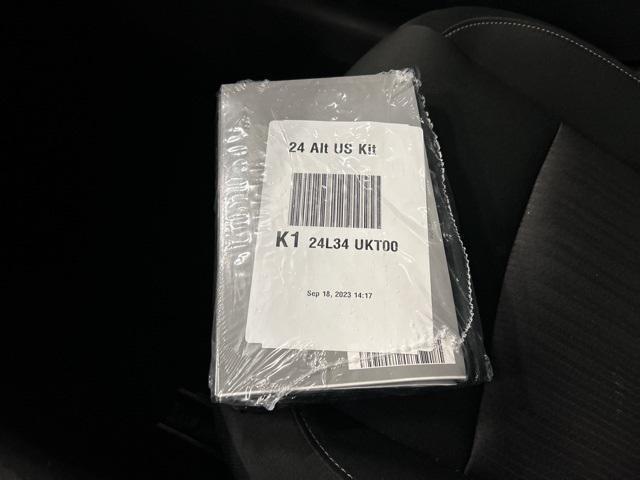 24 Alt US Kit
K1 24L34 UKT00
Sep 18, 2023 14:17